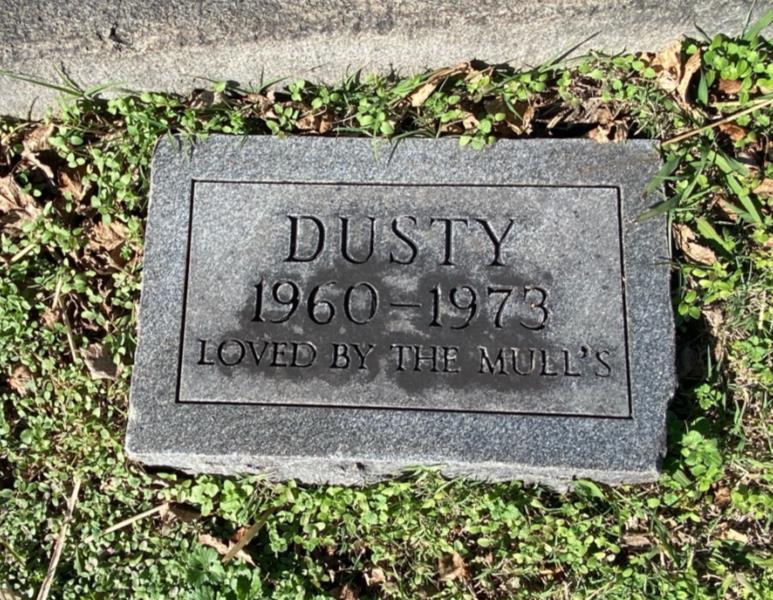 DUSTY
1960-1973
LOVED BY THE MULL'S